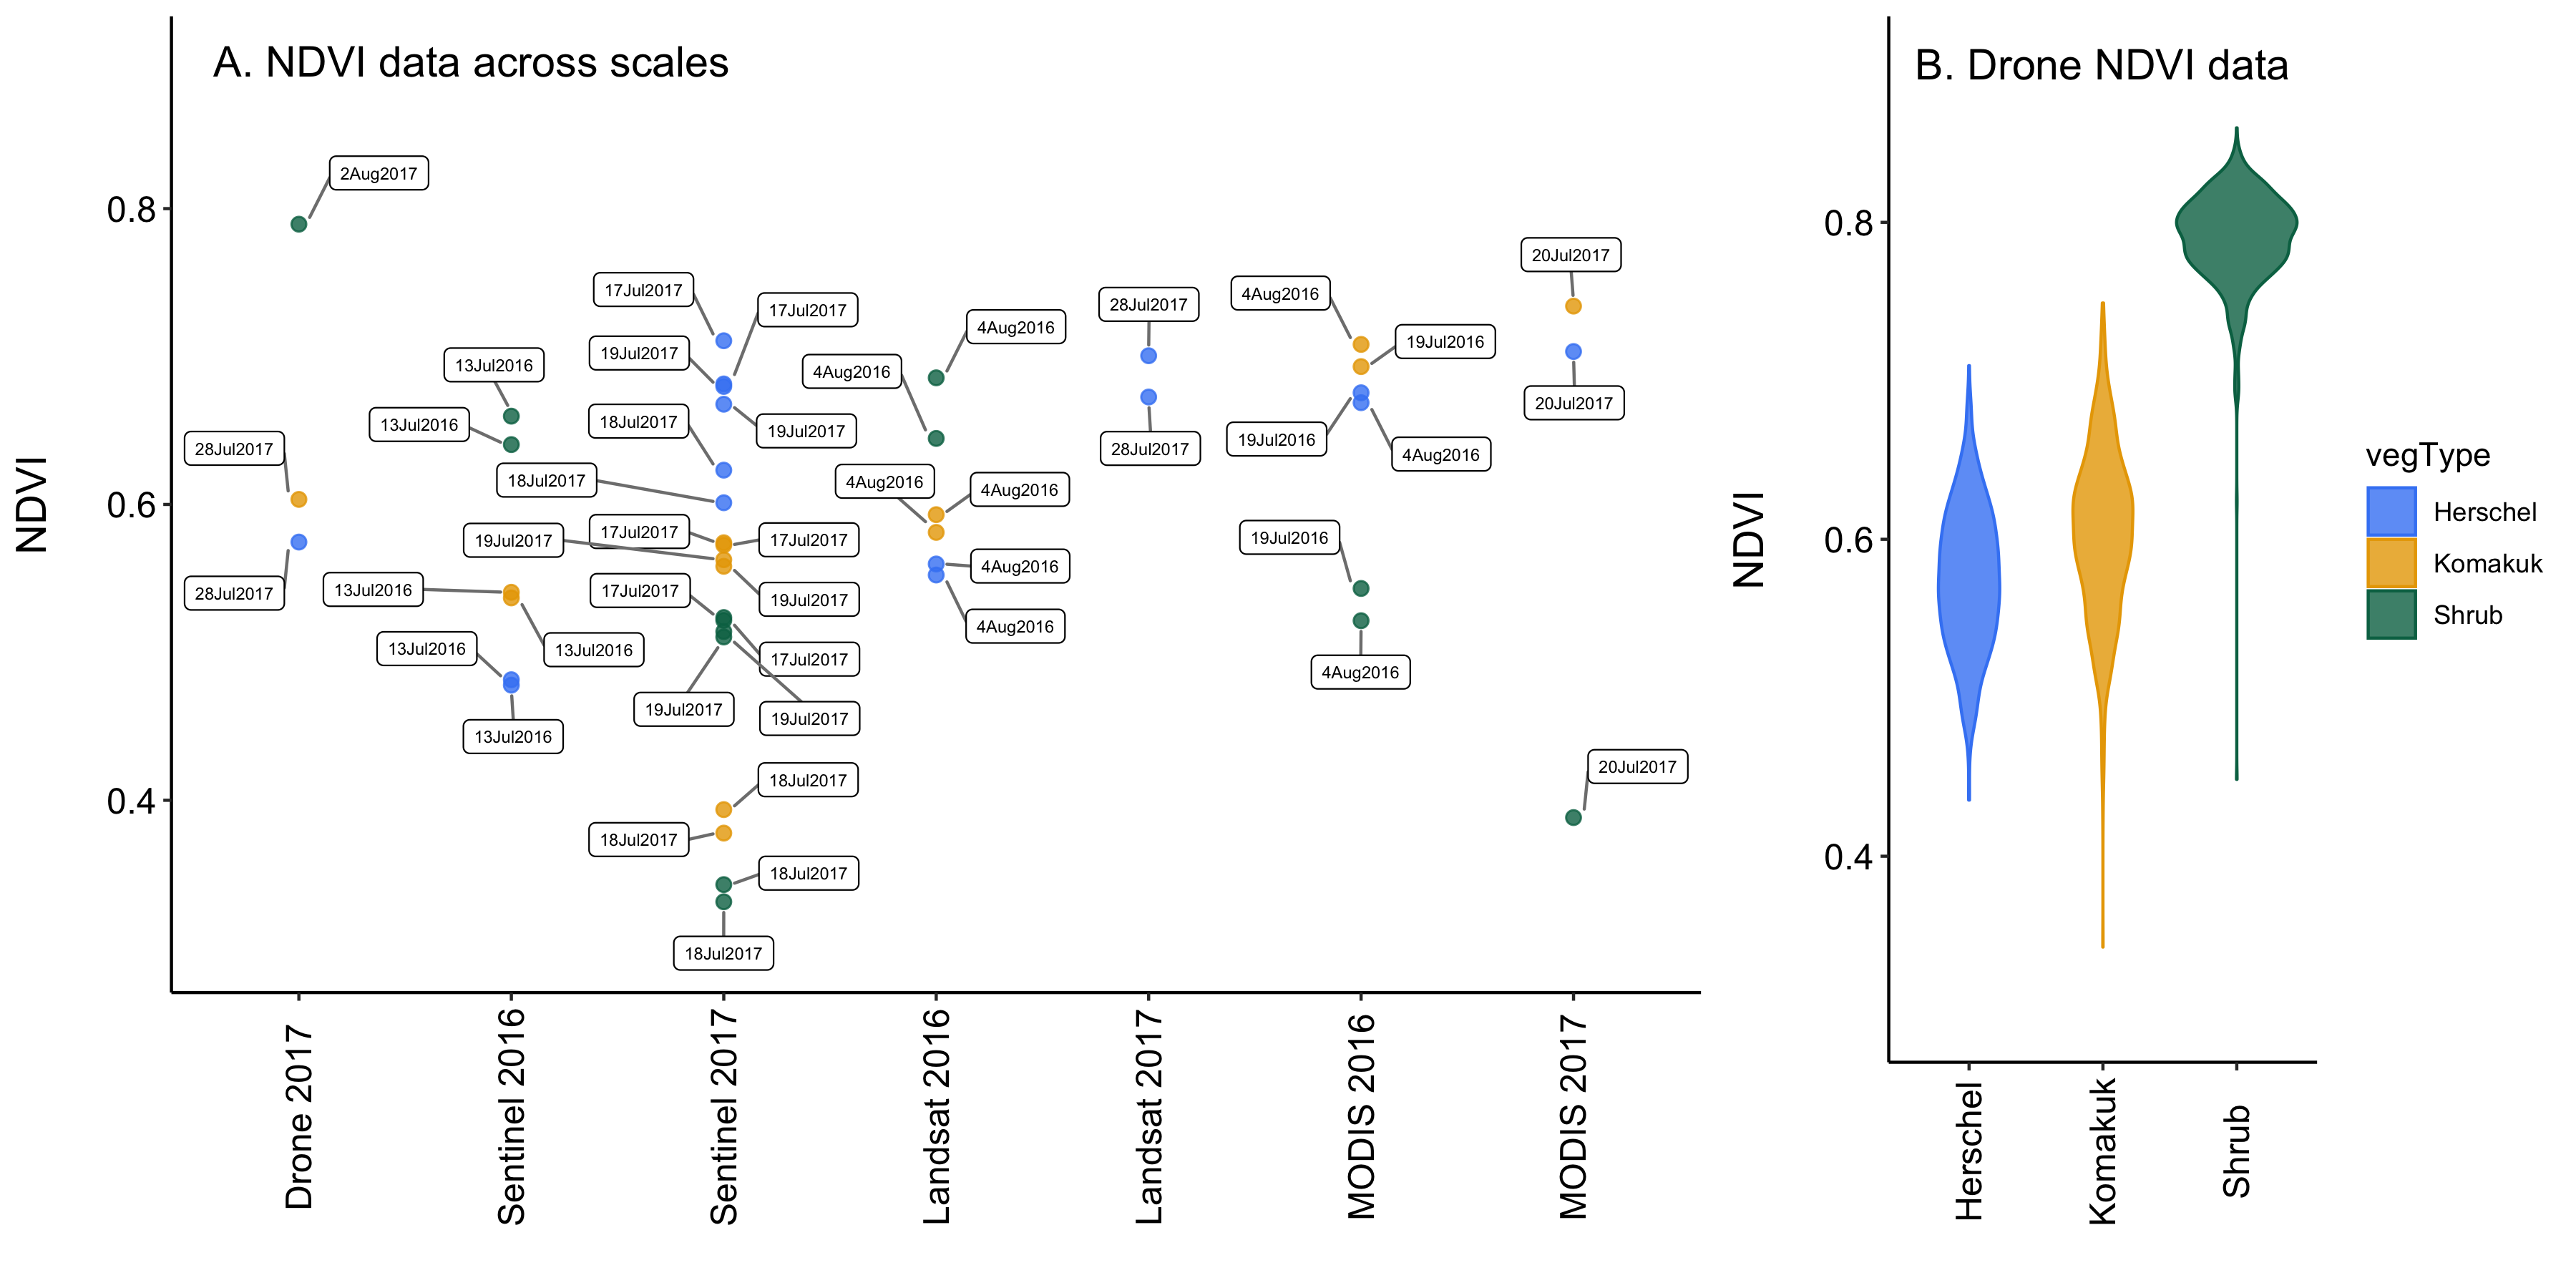 A. NDVI data across scales
NDVI
0.8
0.6
0.4
2Aug2017
28Jul2017
28Jul2017
13Jul2016
13Jul2016
13Jul2016
13Jul2016
13Jul2016
13Jul2016
17Jul2017
17Jul2017
19Jul2017
19Jul2017
18Jul2017
18Jul2017
17Jul2017
17Jul2017
19Jul2017
19Jul2017
17Jul2017
17Jul2017
19Jul2017
19Jul2017
18Jul2017
18Jul2017
18Jul2017
18Jul2017
4Aug2016
4Aug2016
4Aug2016
4Aug2016
4Aug2016
4Aug2016
28Jul2017
28Jul2017
4Aug2016
19Jul2016
19Jul2016
4Aug2016
19Jul2016
4Aug2016
20Jul2017
20Jul2017
20Jul2017
Drone 2017
Sentinel 2016
Sentinel 2017
Landsat 2016
Landsat 2017
MODIS 2016
MODIS 2017
B. Drone NDVI data
NDVI
0.8
0.6
0.4
Herschel
Komakuk
Shrub
vegType
Herschel
Komakuk
Shrub